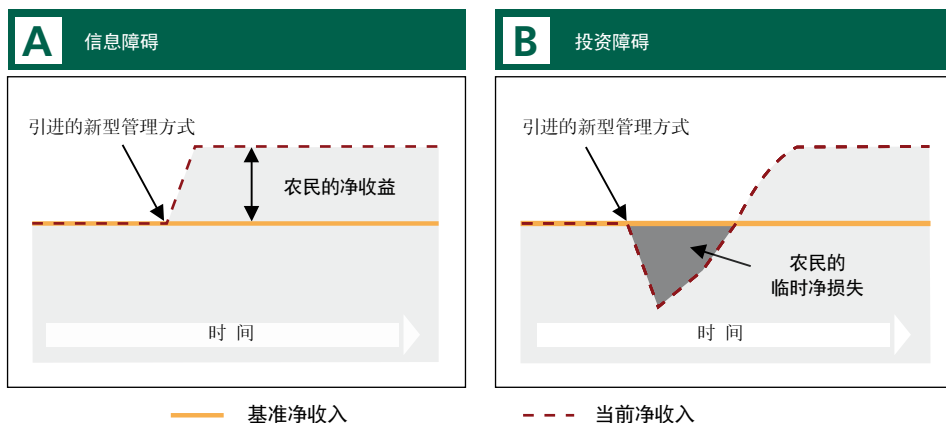 A 信息障碍
引进的新型管理方式
农民的净收益
时 间
B 投资障碍
引进的新型管理方式
农民的
临时净损失
时 间
基准净收入
当前净收入